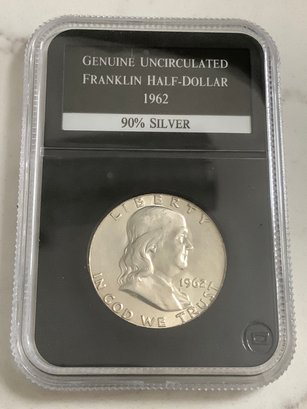 GENUINE UNCIRCULATED
FRANKLIN HALF-DOLLAR
1962
90% SILVER
LIBERTY
1962
IN GOD WE TRUST